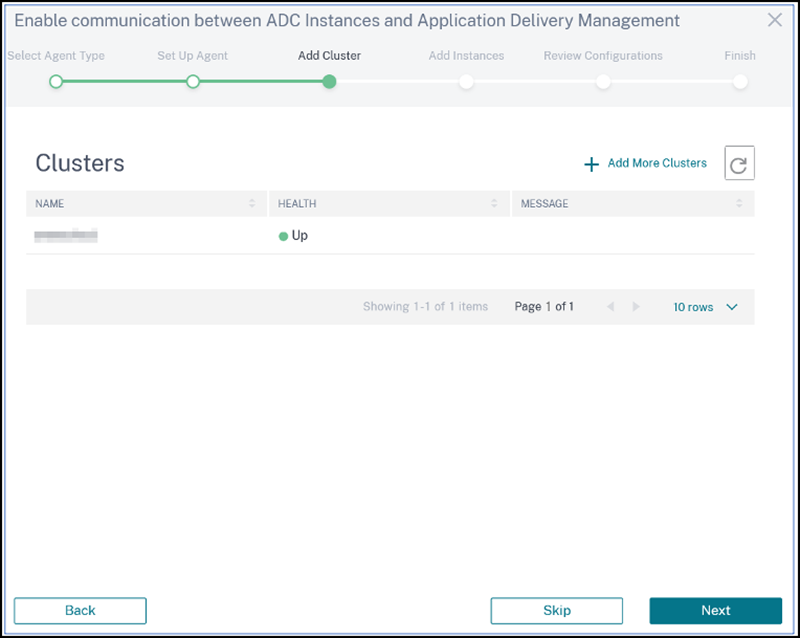 Enable communication between ADC Instances and Application Delivery Management
Select Agent Type Set Up Agent Add Cluster Add Instances Review Configurations Finish
Clusters
Add More Clusters
NAME HEALTH MESSAGE
Up
Showing 1-1 of 1 items Page 1 of 1 10 rows
Back Skip Next